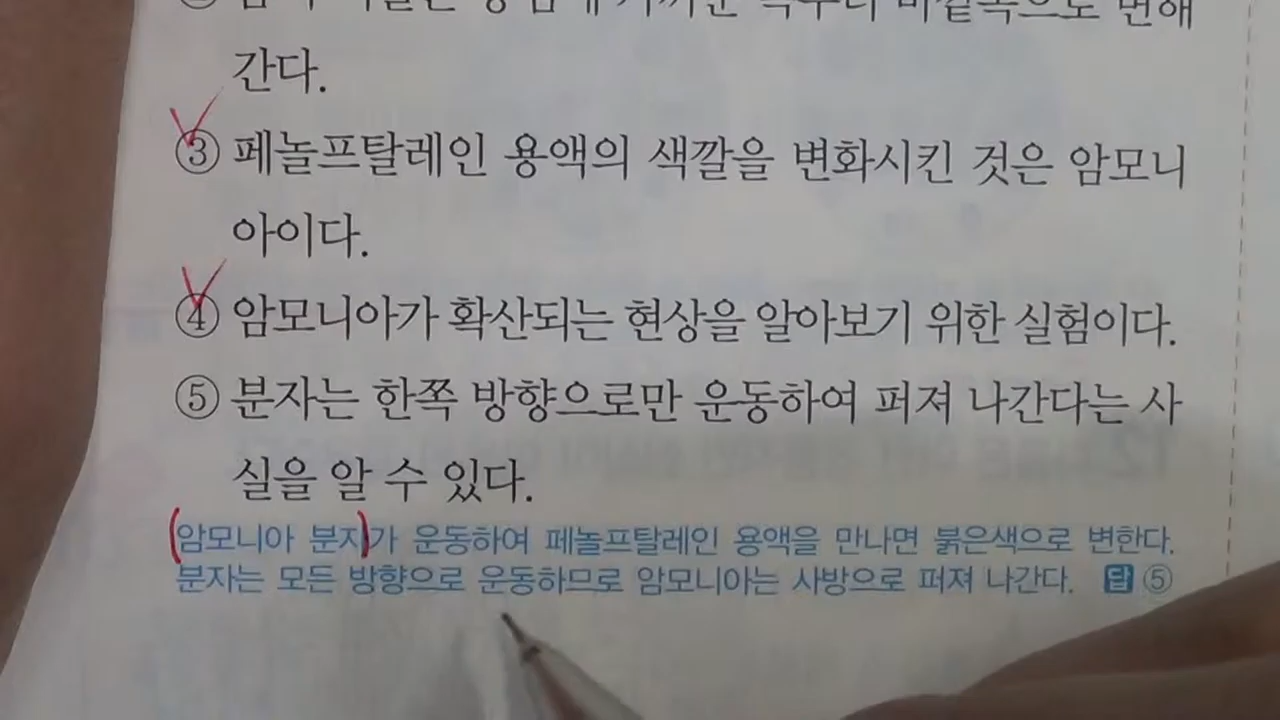 변해
간다.
③ 페놀프탈레인 용액의 색깔을 변화시킨 것은 암모니
아이다.
④ 암모니아가 확산되는 현상을 알아보기 위한 실험이다.
⑤ 분자는 한쪽 방향으로만 운동하여 퍼져 나간다는 사
실을 알 수 있다.
(암모니아 분자)가 운동하여 페놀프탈레인 용액을 만나면 붉은색으로 변한다.
분자는 모든 방향으로 운동하므로 암모니아는 사방으로 퍼져 나간다. 답 ⑤